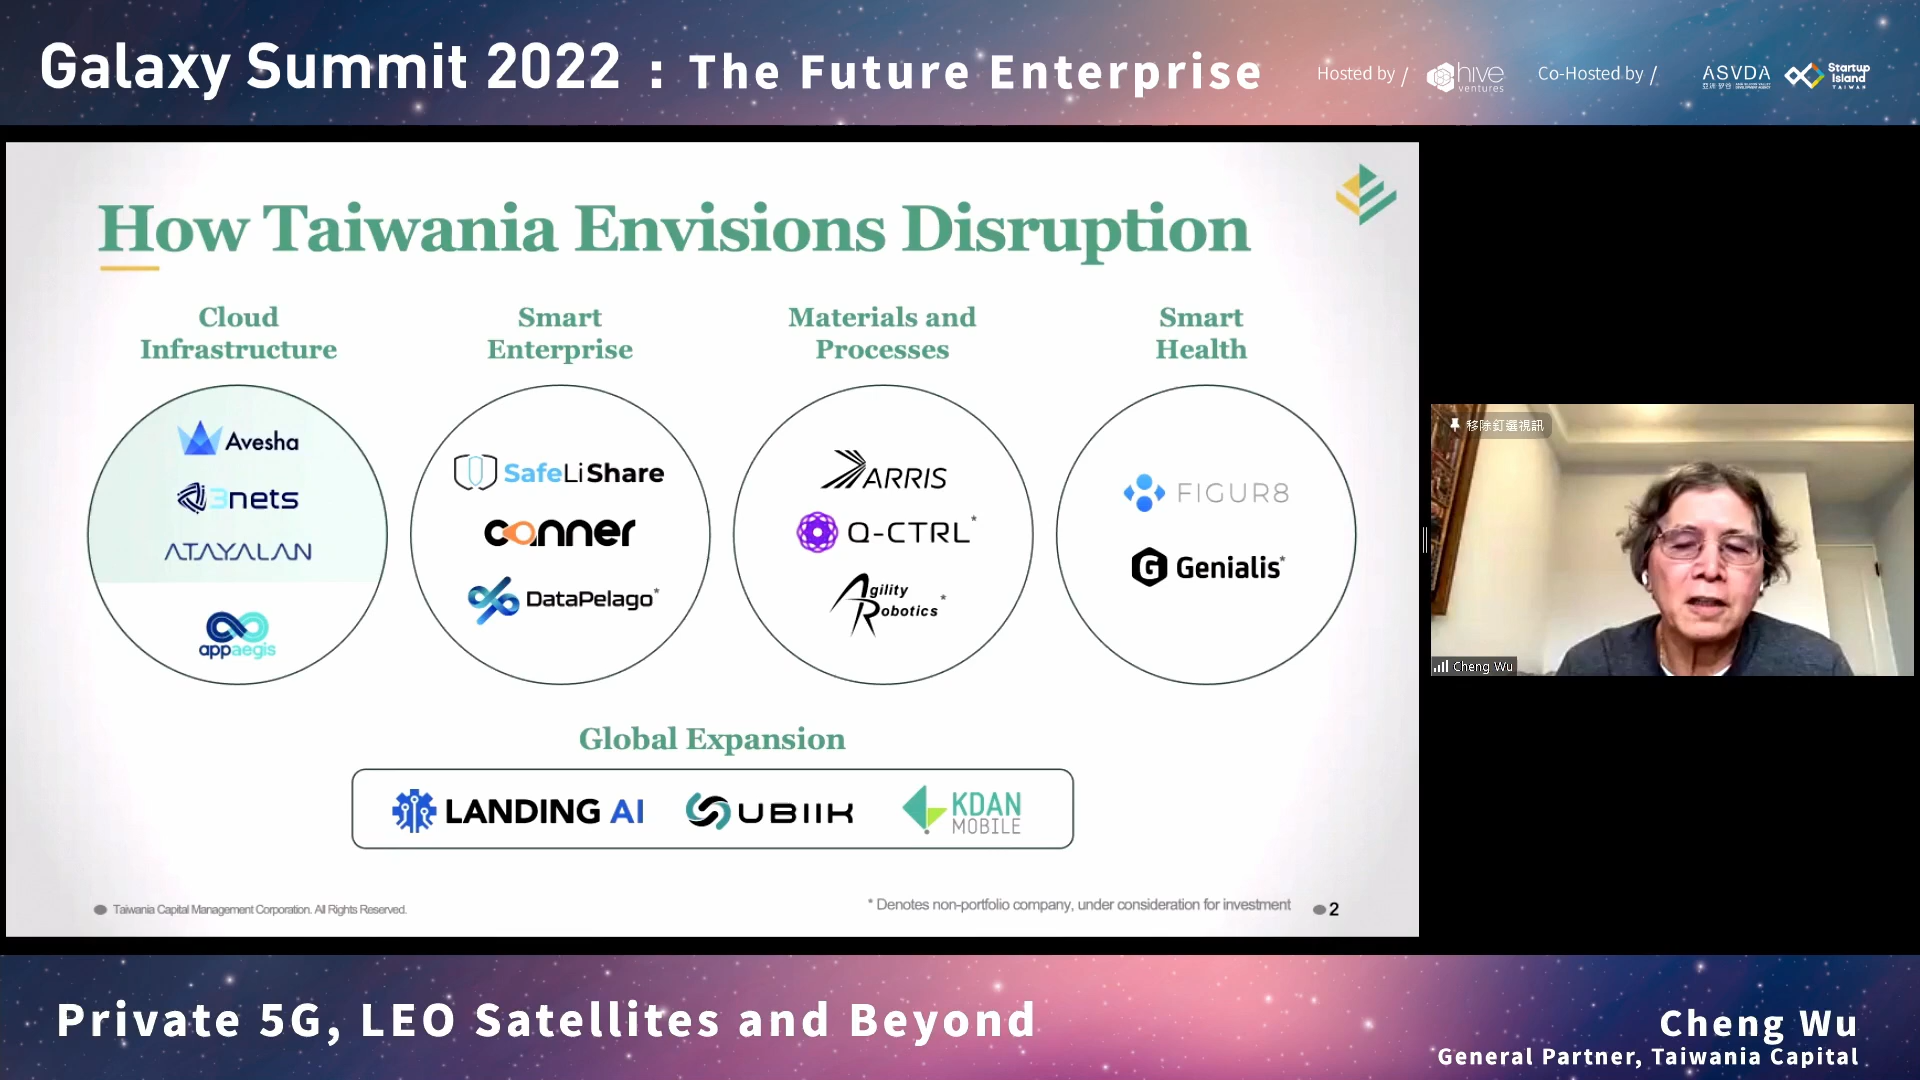 Galaxy Summit 2022 : The Future Enterprise
Hosted by / hive ventures
Co-Hosted by / ASVDA Startup Island TAIWAN
How Taiwania Envisions Disruption
Cloud Infrastructure
Avesha
3nets
ATAYALAN
appaegis
Smart Enterprise
SafeLiShare
canner
DataPelago*
Materials and Processes
ARRIS
Q-CTRL*
Agility Robotics*
Smart Health
FIGUR8
Genialis*
Global Expansion
LANDING AI
UBIIK
KDAN MOBILE
Taiwania Capital Management Corporation. All Rights Reserved.
* Denotes non-portfolio company, under consideration for investment
2
移除釘選視訊
Cheng Wu
Private 5G, LEO Satellites and Beyond
Cheng Wu
General Partner, Taiwania Capital